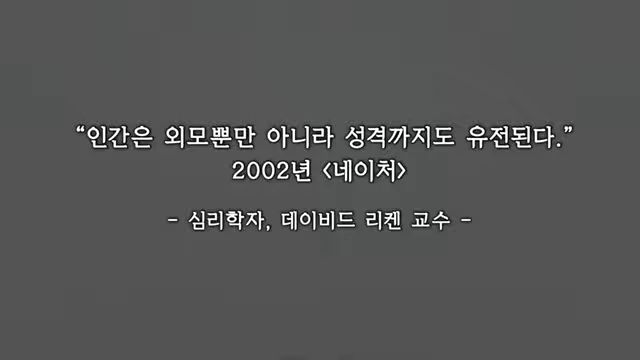 “인간은 외모뿐만 아니라 성격까지도 유전된다.”
2002년 <네이처>
- 심리학자, 데이비드 리켄 교수 -